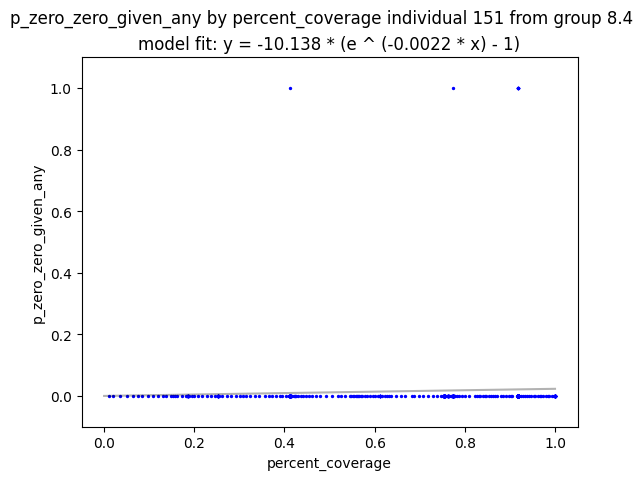 p_zero_zero_given_any by percent_coverage individual 151 from group 8.4
model fit: y = -10.138 * (e ^ (-0.0022 * x) - 1)
1.0
0.8
0.6
0.4
0.2
0.0
p_zero_zero_given_any
0.0 0.2 0.4 0.6 0.8 1.0
percent_coverage